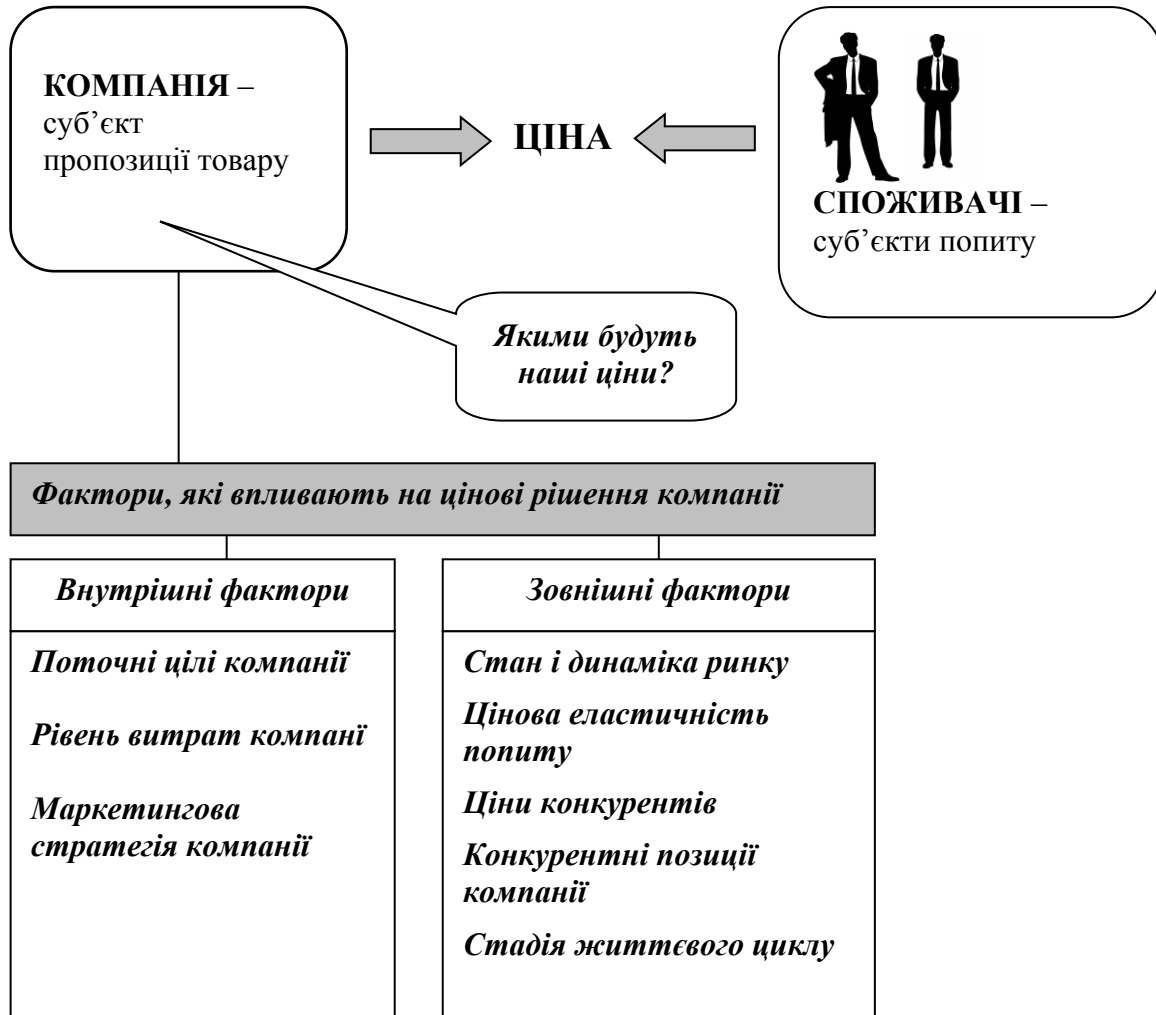 КОМПАНІЯ –
суб’єкт
пропозиції товару
ЦІНА
СПОЖИВАЧІ –
суб’єкти попиту
Якими будуть
наші ціни?
Фактори, які впливають на цінові рішення компанії
Внутрішні фактори
Поточні цілі компанії
Рівень витрат компанї
Маркетингова
стратегія компанії
Зовнішні фактори
Стан і динаміка ринку
Цінова еластичність
попиту
Ціни конкурентів
Конкурентні позиції
компанії
Стадія життєвого циклу